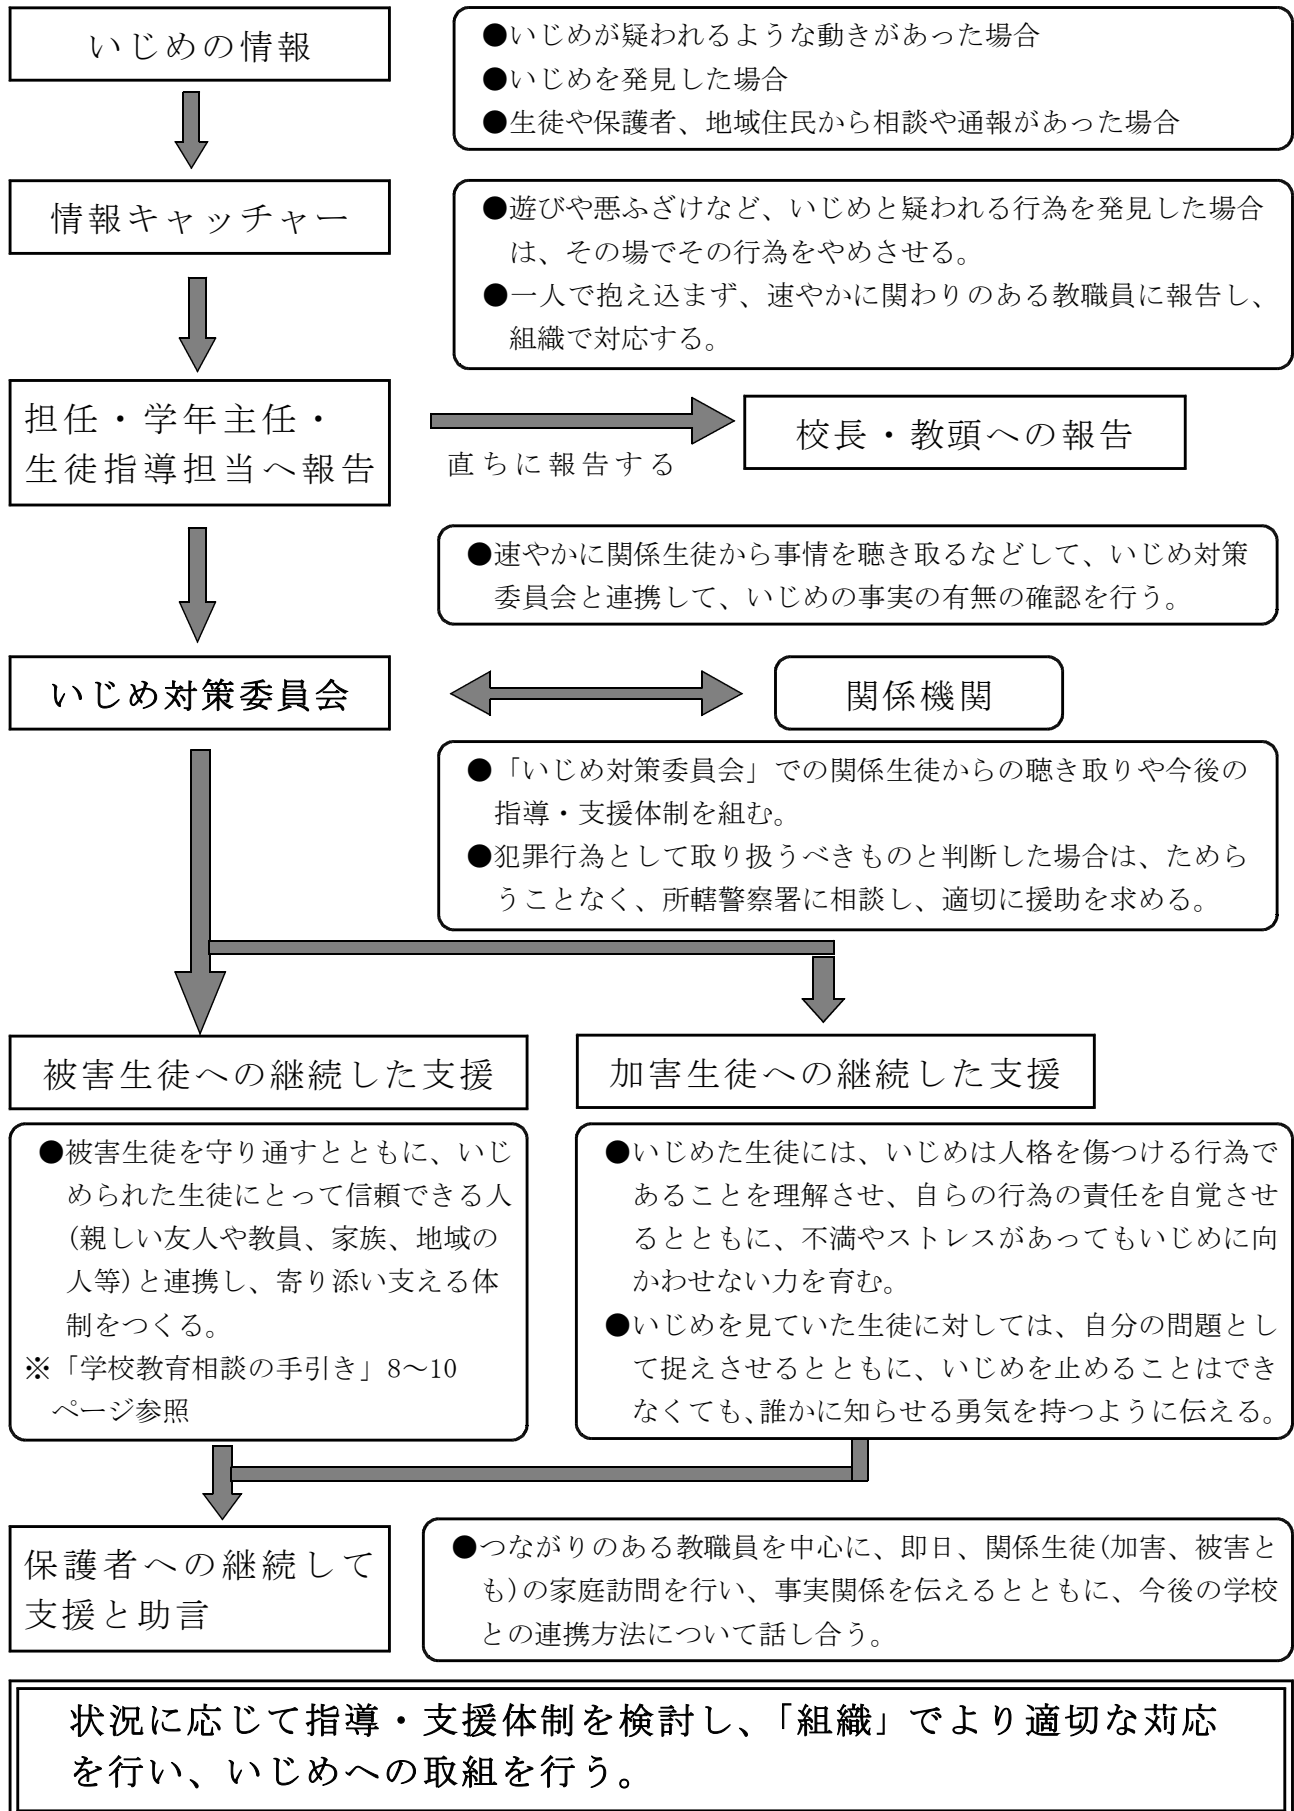 いじめの情報
●いじめが疑われるような動きがあった場合
●いじめを発見した場合
●生徒や保護者、地域住民から相談や通報があった場合
情報キャッチャー
●遊びや悪ふざけなど、いじめと疑われる行為を発見した場合
は、その場でその行為をやめさせる。
●一人で抱え込まず、速やかに関わりのある教職員に報告し、
組織で対応する。
担任・学年主任・
生徒指導担当へ報告
直ちに報告する
校長・教頭への報告
●速やかに関係生徒から事情を聴き取るなどして、いじめ対策
委員会と連携して、いじめの事実の有無の確認を行う。
いじめ対策委員会
関係機関
●「いじめ対策委員会」での関係生徒からの聴き取りや今後の
指導・支援体制を組む。
●犯罪行為として取り扱うべきものと判断した場合は、ためら
うことなく、所轄警察署に相談し、適切に援助を求める。
被害生徒への継続した支援
●被害生徒を守り通すとともに、いじ
められた生徒にとって信頼できる人
(親しい友人や教員、家族、地域の
人等)と連携し、寄り添い支える体
制をつくる。
※「学校教育相談の手引き」8～10
ページ参照
加害生徒への継続した支援
●いじめた生徒には、いじめは人格を傷つける行為で
あることを理解させ、自らの行為の責任を自覚させ
るとともに、不満やストレスがあってもいじめに向
かわせない力を育む。
●いじめを見ていた生徒に対しては、自分の問題とし
て捉えさせるとともに、いじめを止めることはでき
なくても、誰かに知らせる勇気を持つように伝える。
保護者への継続して
支援と助言
●つながりのある教職員を中心に、即日、関係生徒(加害、被害と
も)の家庭訪問を行い、事実関係を伝えるとともに、今後の学校
との連携方法について話し合う。
状況に応じて指導・支援体制を検討し、「組織」でより適切な苅応
を行い、いじめへの取組を行う。